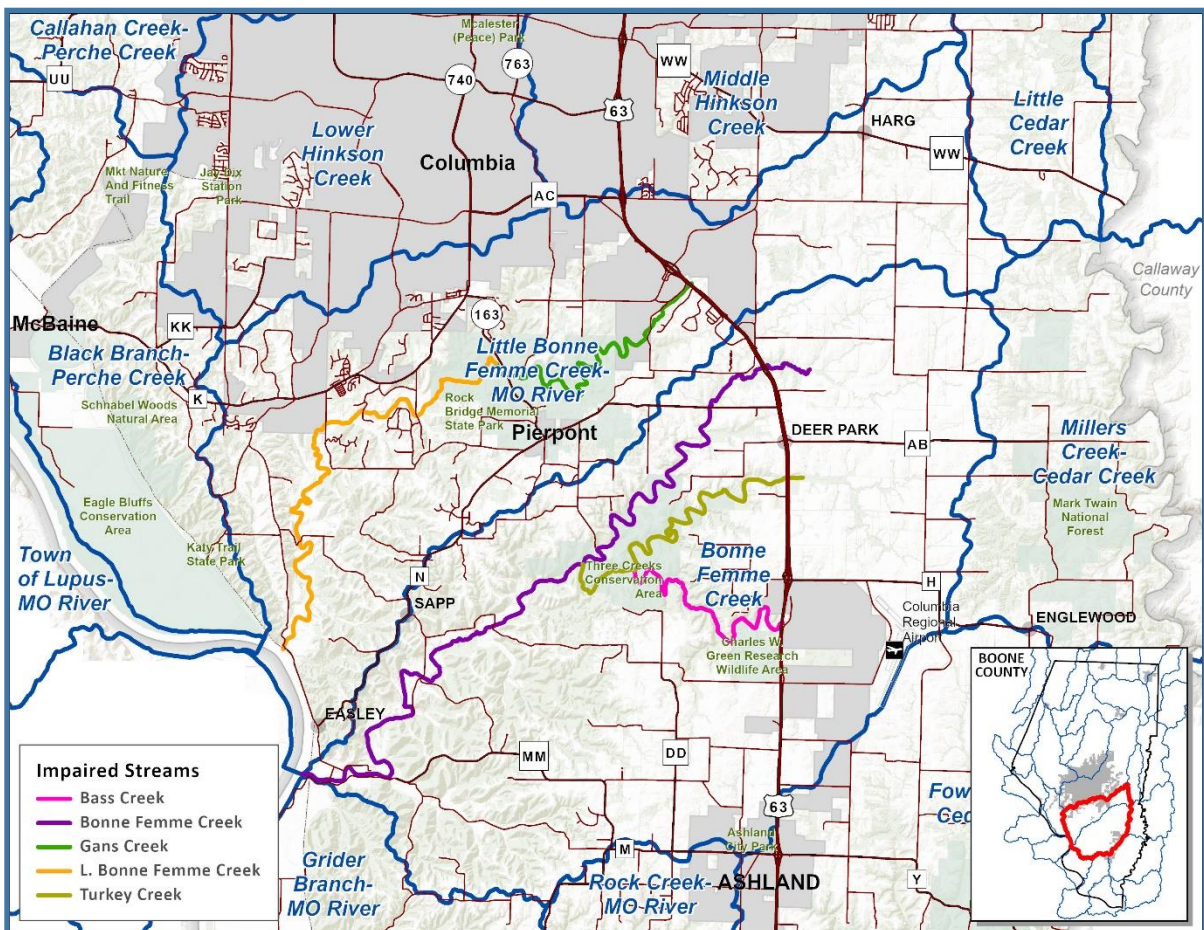 Callahan Creek-
Perche Creek
UU
Mcalester
(Peace) Park
740
763
63
WW
Middle
Hinkson
Creek
HARG
WW
Little
Cedar
Creek
Lower
Hinkson
Creek
Columbia
Mkt Nature
And Fitness
Trail
Jay Dix
Station
Park
AC
Callaway
County
McBaine
KK
163
Black Branch-
Perche Creek
K
Schnabel Woods
Natural Area
Little Bonne
Femme Creek-
MO River
Rock
Bridge Memorial
State Park
Pierpont
DEER PARK
AB
Millers
Creek-
Cedar Creek
Mark Twain
National
Forest
Eagle Bluffs
Conservation
Area
Katy Trail
State Park
Town
of Lupus-
MO River
N
SAPP
Three Creeks
Conservation
Area
Bonne
Femme
Creek
H
Columbia
Regional
Airport
ENGLEWOOD
Charles W.
Green Research
Wildlife Area
EASLEY
MM
DD
63
Ashland
City Park
M
ASHLAND
Y
Grider
Branch-
MO River
Rock Creek-
MO River
Impaired Streams
Bass Creek
Bonne Femme Creek
Gans Creek
L. Bonne Femme Creek
Turkey Creek
BOONE
COUNTY